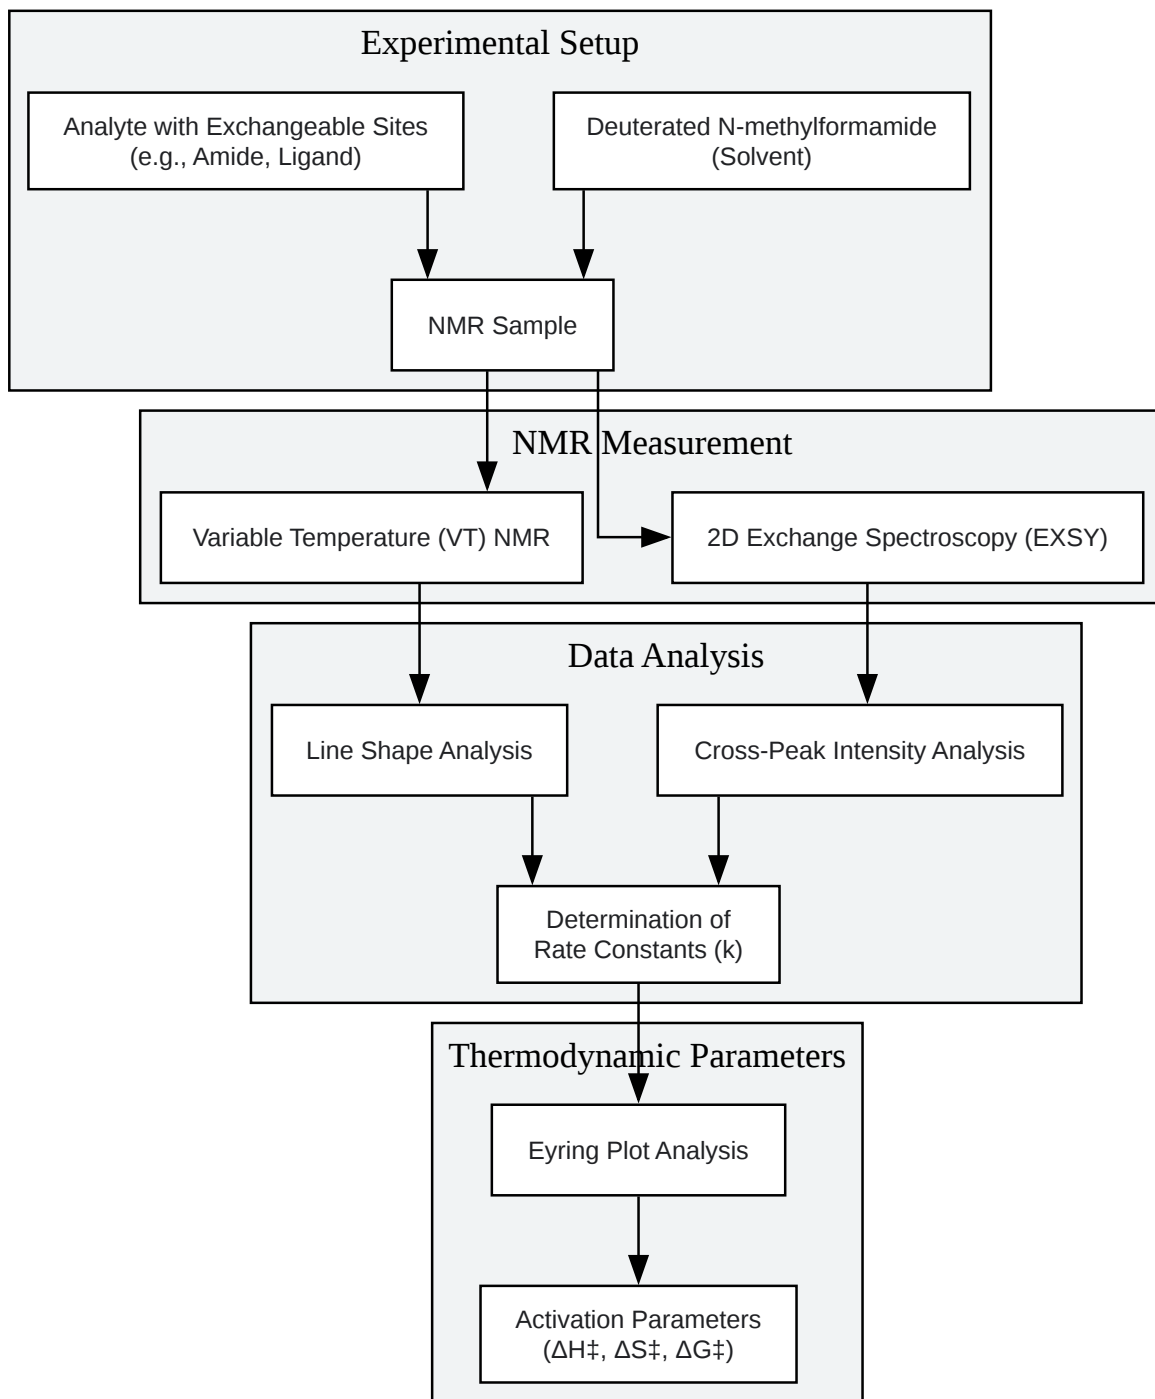 Experimental Setup
Analyte with Exchangeable Sites
(e.g., Amide, Ligand)
Deuterated N-methylformamide
(Solvent)
NMR Sample
NMR Measurement
Variable Temperature (VT) NMR
2D Exchange Spectroscopy (EXSY)
Data Analysis
Line Shape Analysis
Cross-Peak Intensity Analysis
Determination of
Rate Constants (k)
Thermodynamic Parameters
Eyring Plot Analysis
Activation Parameters
(ΔH‡, ΔS‡, ΔG‡)